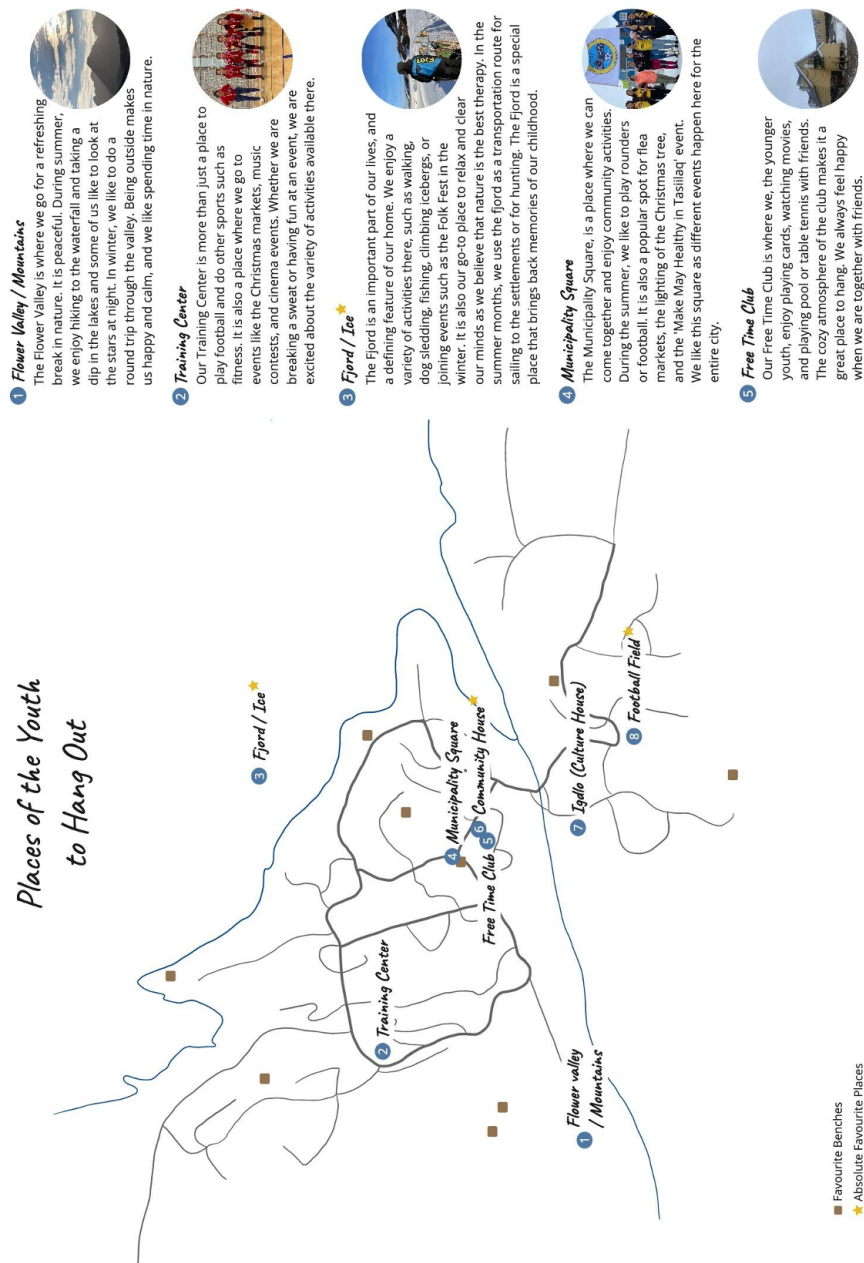 Places of the Youth
to Hang Out
3 Fjord / Ice
4 Municipality Square
6 Community House
5
Free Time Club
2 Training Center
1 Flower valley
/ Mountains
7 Igdlo (Culture House)
8 Football Field
Favourite Benches
Absolute Favourite Places
1 Flower Valley / Mountains
The Flower Valley is where we go for a refreshing
break in nature. It is peaceful. During summer,
we enjoy hiking to the waterfall and taking a
dip in the lakes and some of us like to look at
the stars at night. In winter, we like to do a
round trip through the valley. Being outside makes
us happy and calm, and we like spending time in nature.
2 Training Center
Our Training Center is more than just a place to
play football and do other sports such as
fitness. It is also a place where we go to
events like the Christmas markets, music
contests, and cinema events. Whether we are
breaking a sweat or having fun at an event, we are
excited about the variety of activities available there.
3 Fjord / Ice
The Fjord is an important part of our lives, and
a defining feature of our home. We enjoy a
variety of activities there, such as walking,
dog sledding, fishing, climbing icebergs, or
joining events such as the Folk Fest in the
winter. It is also our go-to place to relax and clear
our minds as we believe that nature is the best therapy. In the
summer months, we use the fjord as a transportation route for
sailing to the settlements or for hunting. The Fjord is a special
place that brings back memories of our childhood.
4 Municipality Square
The Municipality Square, is a place where we can
come together and enjoy community activities.
During the summer, we like to play rounders
or football. It is also a popular spot for flea
markets, the lighting of the Christmas tree,
and the 'Make May Healthy in Tasiilaq' event.
We like this square as different events happen here for the
entire city.
5 Free Time Club
Our Free Time Club is where we, the younger
youth, enjoy playing cards, watching movies,
and playing pool or table tennis with friends.
The cozy atmosphere of the club makes it a
great place to hang. We always feel happy
when we are together with friends.